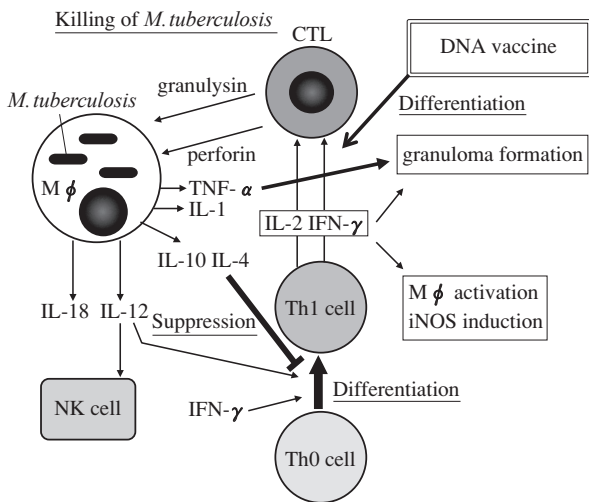 Killing of M. tuberculosis
CTL
DNA vaccine
granulysin
M. tuberculosis
Differentiation
perforin
granuloma formation
M ϕ
TNF- α
IL-1
IL-2 IFN-γ
IL-10 IL-4
M ϕ activation
iNOS induction
IL-18 IL-12
Th1 cell
Suppression
Differentiation
NK cell
IFN-γ
Th0 cell